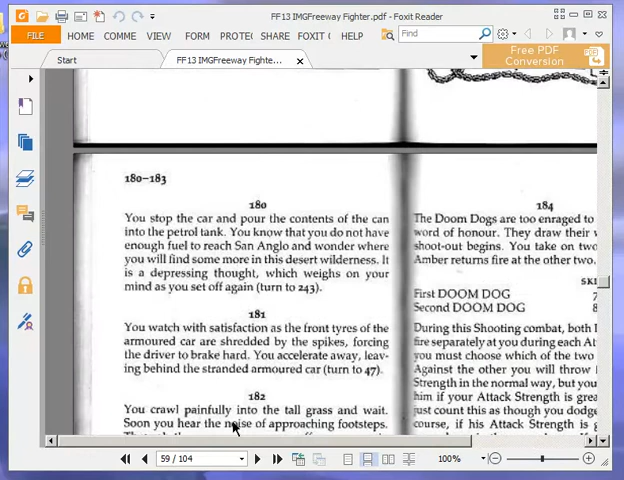 FF13 IMGFreeway Fighter.pdf - Foxit Reader
FILE HOME COMME VIEW FORM PROTE SHARE FOXIT ( HELP Find
Start FF13 IMGFreeway Fighte...
Free PDF
Conversion
180–183
180
You stop the car and pour the contents of the can
into the petrol tank. You know that you do not have
enough fuel to reach San Anglo and wonder where
you will find some more in this desert wilderness. It
is a depressing thought, which weighs on your
mind as you set off again (turn to 243).
181
You watch with satisfaction as the front tyres of the
armoured car are shredded by the spikes, forcing
the driver to brake hard. You accelerate away, leav-
ing behind the stranded armoured car (turn to 47).
182
You crawl painfully into the tall grass and wait.
Soon you hear the noise of approaching footsteps.
184
The Doom Dogs are too enraged to
word of honour. They draw their
shoot-out begins. You take on two
Amber returns fire at the other two.
SKI
First DOOM DOG 7
Second DOOM DOG 8
During this Shooting combat, both
fire separately at you during each At
you must choose which of the two
Against the other you will throw
Strength in the normal way, but you
him if your Attack Strength is grea
just count this as though you dodge
course, if his Attack Strength is g
59 / 104
100%